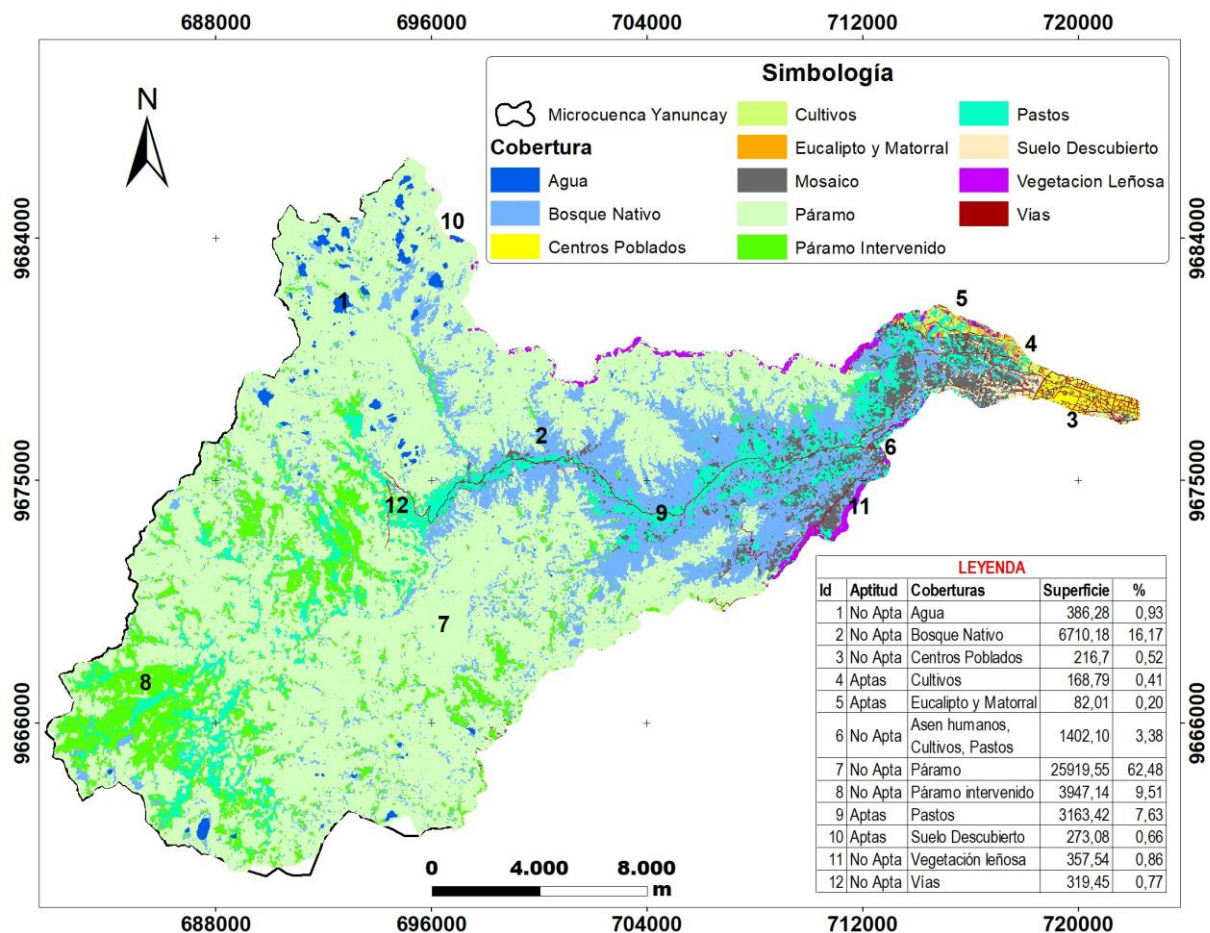 688000 696000 704000 712000 720000
Simbología
N
Microcuenca Yanuncay
Cobertura
Agua
Bosque Nativo
Centros Poblados
Cultivos
Eucalipto y Matorral
Mosaico
Páramo
Páramo Intervenido
Pastos
Suelo Descubierto
Vegetacion Leñosa
Vias
9684000 9684000
10
1
5
4
3
2
6
9675000 9675000
12
9
11
7
8
9666000 9666000
LEYENDA
Id Aptitud Coberturas Superficie %
1 No Apta Agua 386,28 0,93
2 No Apta Bosque Nativo 6710,18 16,17
3 No Apta Centros Poblados 216,7 0,52
4 Aptas Cultivos 168,79 0,41
5 Aptas Eucalipto y Matorral 82,01 0,20
6 No Apta Asen humanos, 1402,10 3,38
Cultivos, Pastos
7 No Apta Páramo 25919,55 62,48
8 No Apta Páramo intervenido 3947,14 9,51
9 Aptas Pastos 3163,42 7,63
10 Aptas Suelo Descubierto 273,08 0,66
11 No Apta Vegetación leñosa 357,54 0,86
12 No Apta Vías 319,45 0,77
0 4.000 8.000
m
688000 696000 704000 712000 720000